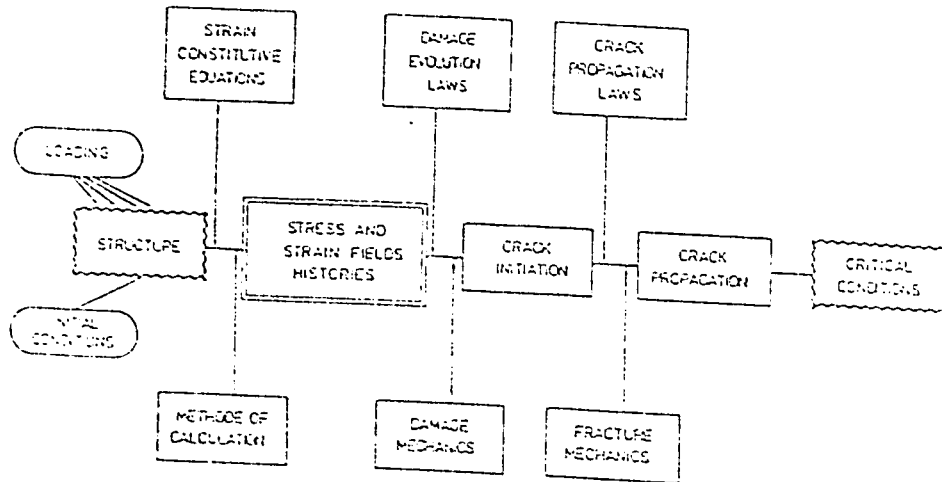 STRAIN
CONSTITUTIVE
EQUATIONS
DAMAGE
EVOLUTION
LAWS
CRACK
PROPAGATION
LAWS
LOADING
STRUCTURE
STRESS AND
STRAIN FIELDS
HISTORIES
CRACK
INITIATION
CRACK
PROPAGATION
CRITICAL
CONDITIONS
INITIAL
CONDITIONS
METHODE OF
CALCULATION
DAMAGE
MECHANICS
FRACTURE
MECHANICS